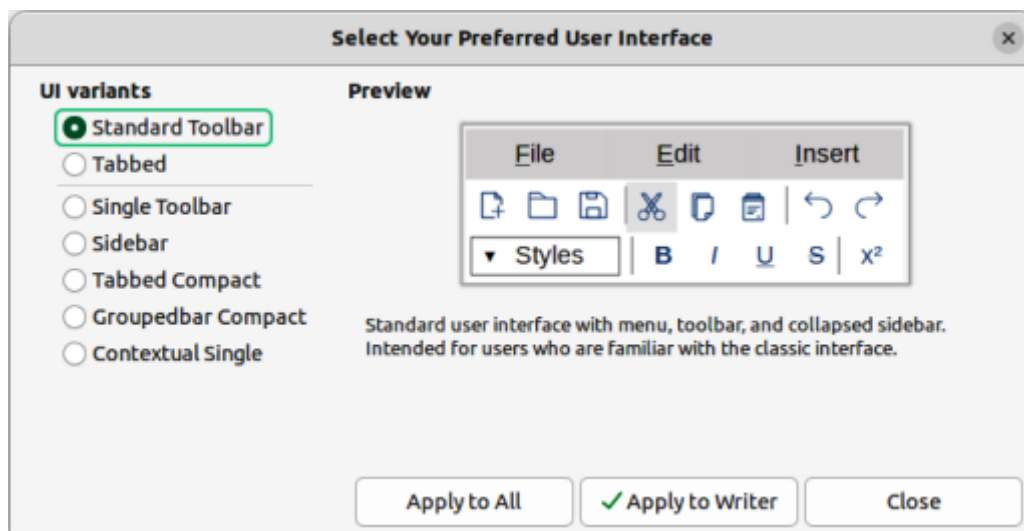 Select Your Preferred User Interface
UI variants
Standard Toolbar
Tabbed
Single Toolbar
Sidebar
Tabbed Compact
Groupedbar Compact
Contextual Single
Preview
File Edit Insert
Styles B I U S x²
Standard user interface with menu, toolbar, and collapsed sidebar.
Intended for users who are familiar with the classic interface.
Apply to All Apply to Writer Close